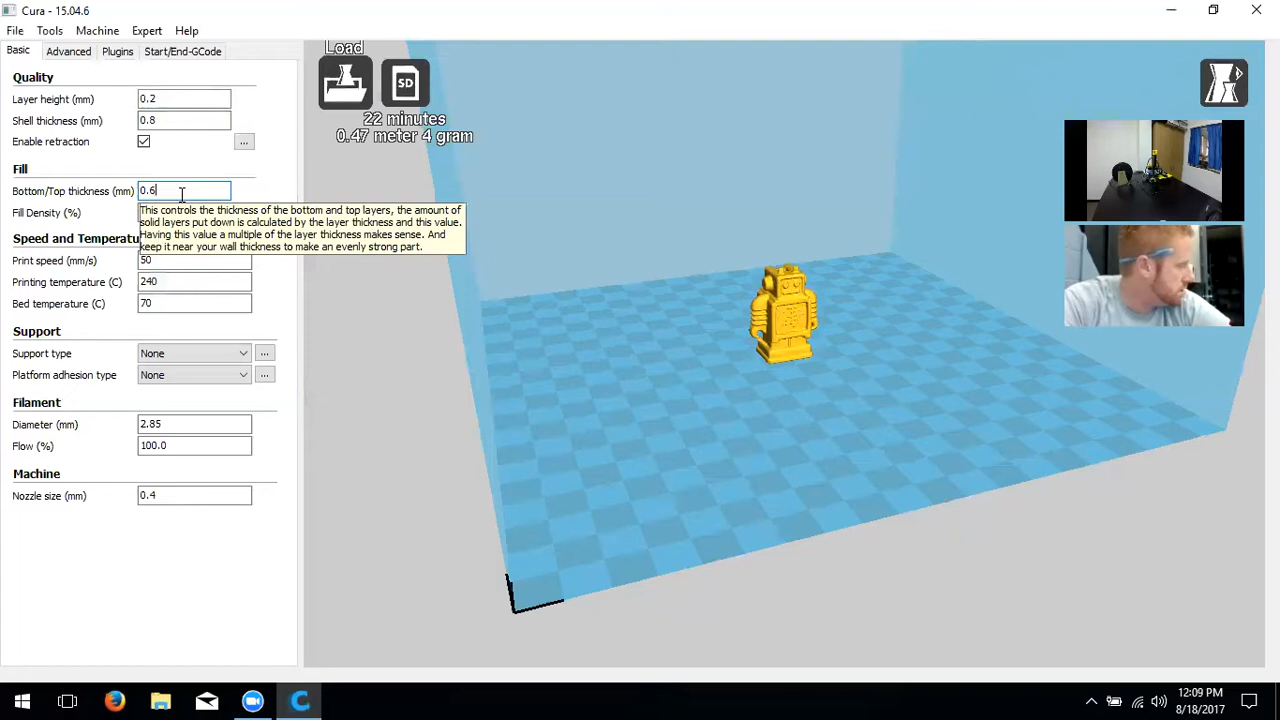 Cura - 15.04.6
File Tools Machine Expert Help
Basic Advanced Plugins Start/End-GCode
Quality
Layer height (mm) 0.2
Shell thickness (mm) 0.8
Enable retraction ...
Fill
Bottom/Top thickness (mm) 0.6
Fill Density (%)
This controls the thickness of the bottom and top layers, the amount of
solid layers put down is calculated by the layer thickness and this value.
Having this value a multiple of the layer thickness makes sense. And
keep it near your wall thickness to make an evenly strong part.
Speed and Temperatu
Print speed (mm/s) 50
Printing temperature (C) 240
Bed temperature (C) 70
Support
Support type None ...
Platform adhesion type None ...
Filament
Diameter (mm) 2.85
Flow (%) 100.0
Machine
Nozzle size (mm) 0.4
Load
SD
22 minutes
0.47 meter 4 gram
12:09 PM
8/18/2017